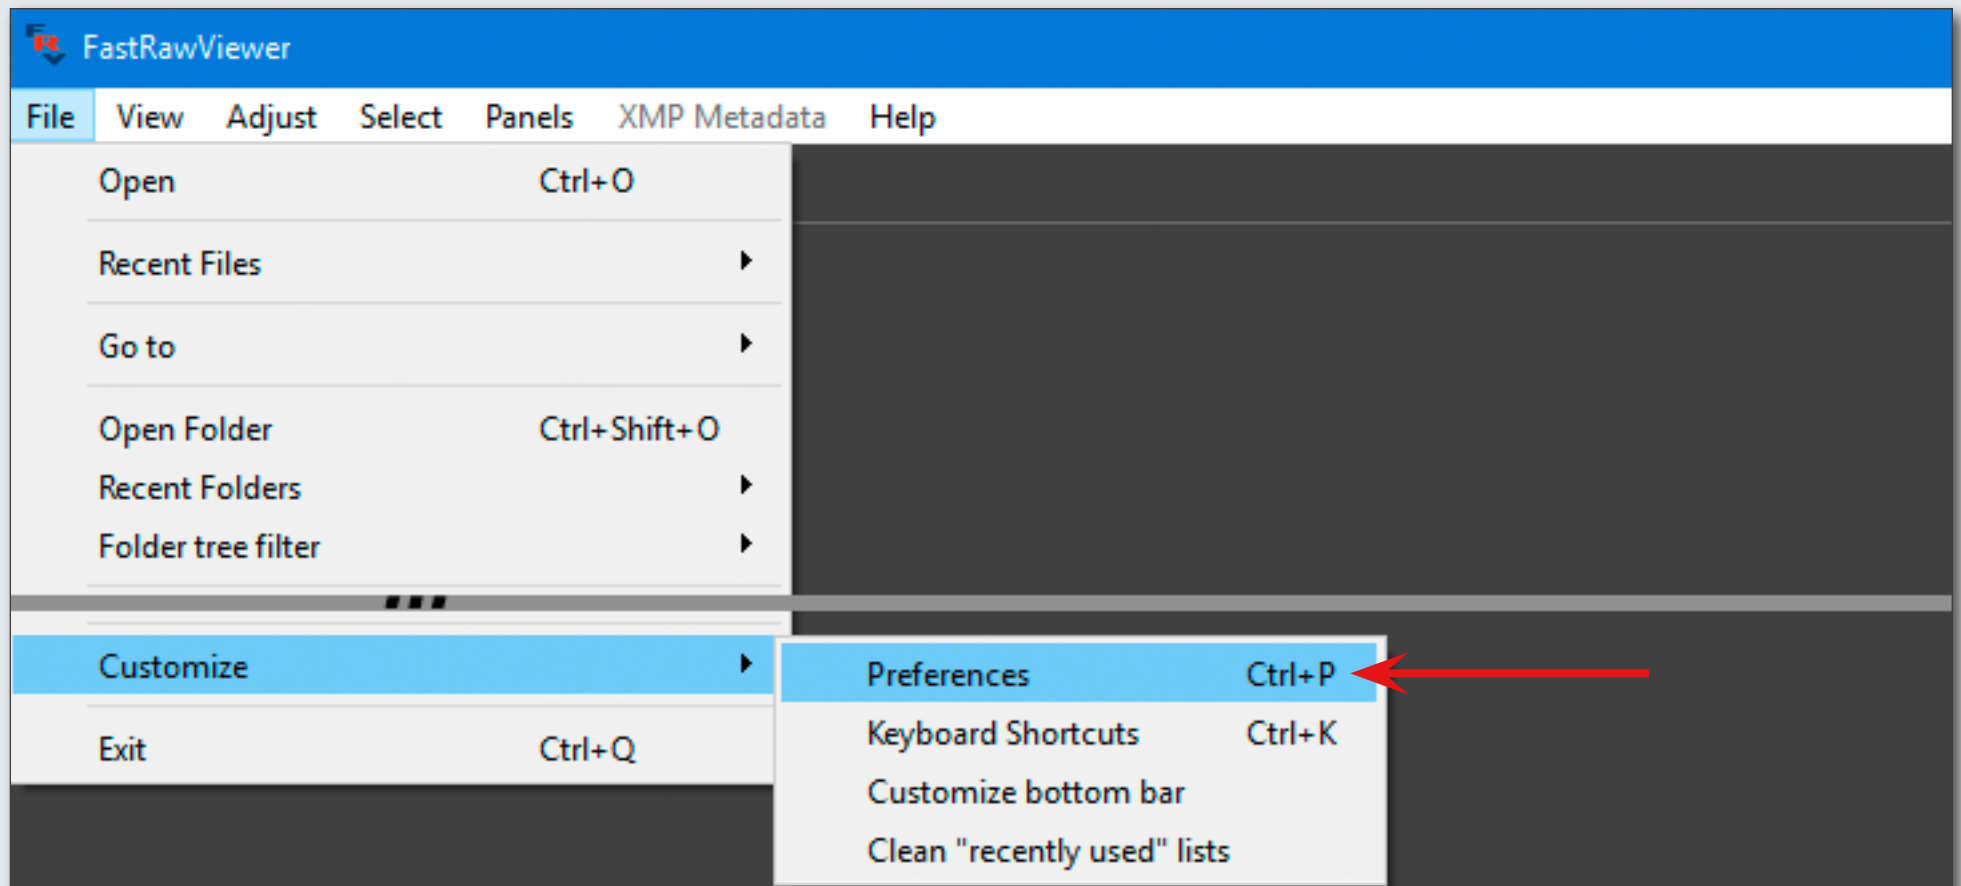 FastRawViewer
File View Adjust Select Panels XMP Metadata Help
Open Ctrl+O
Recent Files
Go to
Open Folder Ctrl+Shift+O
Recent Folders
Folder tree filter
Customize
Preferences Ctrl+P
Keyboard Shortcuts Ctrl+K
Exit Ctrl+Q
Customize bottom bar
Clean "recently used" lists